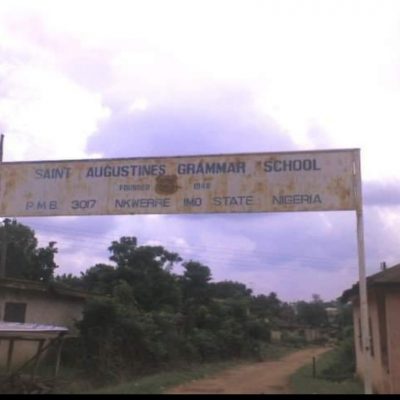 SAINT AUGUSTINES GRAMMAR SCHOOL
FOUNDED 1948
P.M.B. 3017 NKWERRE IMO STATE NIGERIA